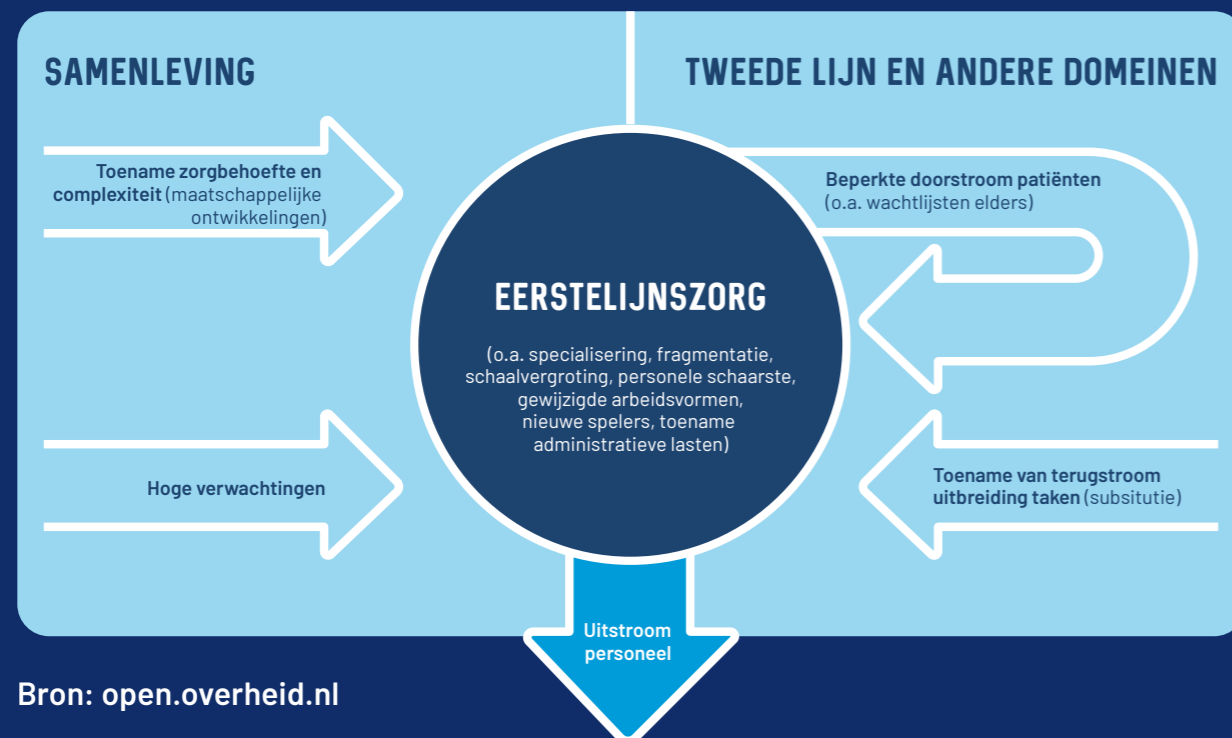 SAMENLEVING
TWEEDE LIJN EN ANDERE DOMEINEN
Toename zorgbehoefte en
complexiteit (maatschappelijke
ontwikkelingen)
Beperkte doorstroom patiënten
(o.a. wachtlijsten elders)
EERSTELIJNSZORG
(o.a. specialisering, fragmentatie,
schaalvergroting, personele schaarste,
gewijzigde arbeidsvormen,
nieuwe spelers, toename
administratieve lasten)
Hoge verwachtingen
Toename van terugstroom
uitbreiding taken (subsitutie)
Uitstroom
personeel
Bron: open.overheid.nl